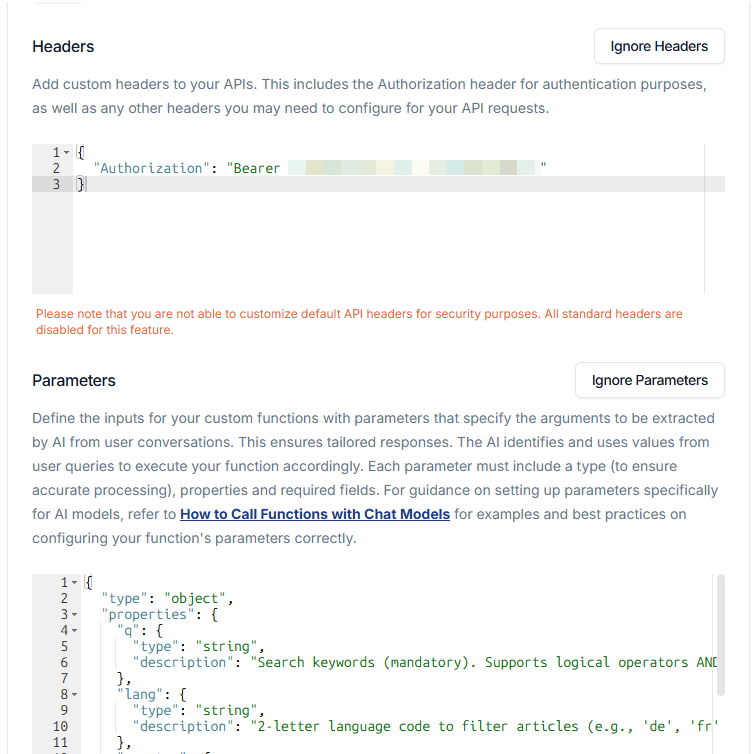 Headers
Ignore Headers
Add custom headers to your APIs. This includes the Authorization header for authentication purposes,
as well as any other headers you may need to configure for your API requests.
1 {
2 "Authorization": "Bearer "
3 }
Please note that you are not able to customize default API headers for security purposes. All standard headers are
disabled for this feature.
Parameters
Ignore Parameters
Define the inputs for your custom functions with parameters that specify the arguments to be extracted
by AI from user conversations. This ensures tailored responses. The AI identifies and uses values from
user queries to execute your function accordingly. Each parameter must include a type (to ensure
accurate processing), properties and required fields. For guidance on setting up parameters specifically
for AI models, refer to How to Call Functions with Chat Models for examples and best practices on
configuring your function's parameters correctly.
1 {
2 "type": "object",
3 "properties": {
4 "q": {
5 "type": "string",
6 "description": "Search keywords (mandatory). Supports logical operators AND
7 },
8 "lang": {
9 "type": "string",
10 "description": "2-letter language code to filter articles (e.g., 'de', 'fr'
11 },